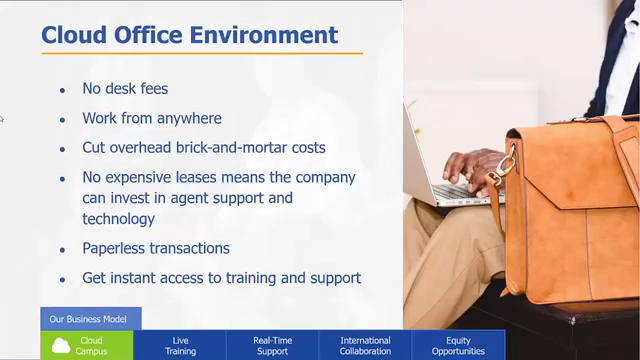 Cloud Office Environment
• No desk fees
• Work from anywhere
• Cut overhead brick-and-mortar costs
• No expensive leases means the company
can invest in agent support and
technology
• Paperless transactions
• Get instant access to training and support
Our Business Model
Cloud
Campus
Live
Training
Real-Time
Support
International
Collaboration
Equity
Opportunities